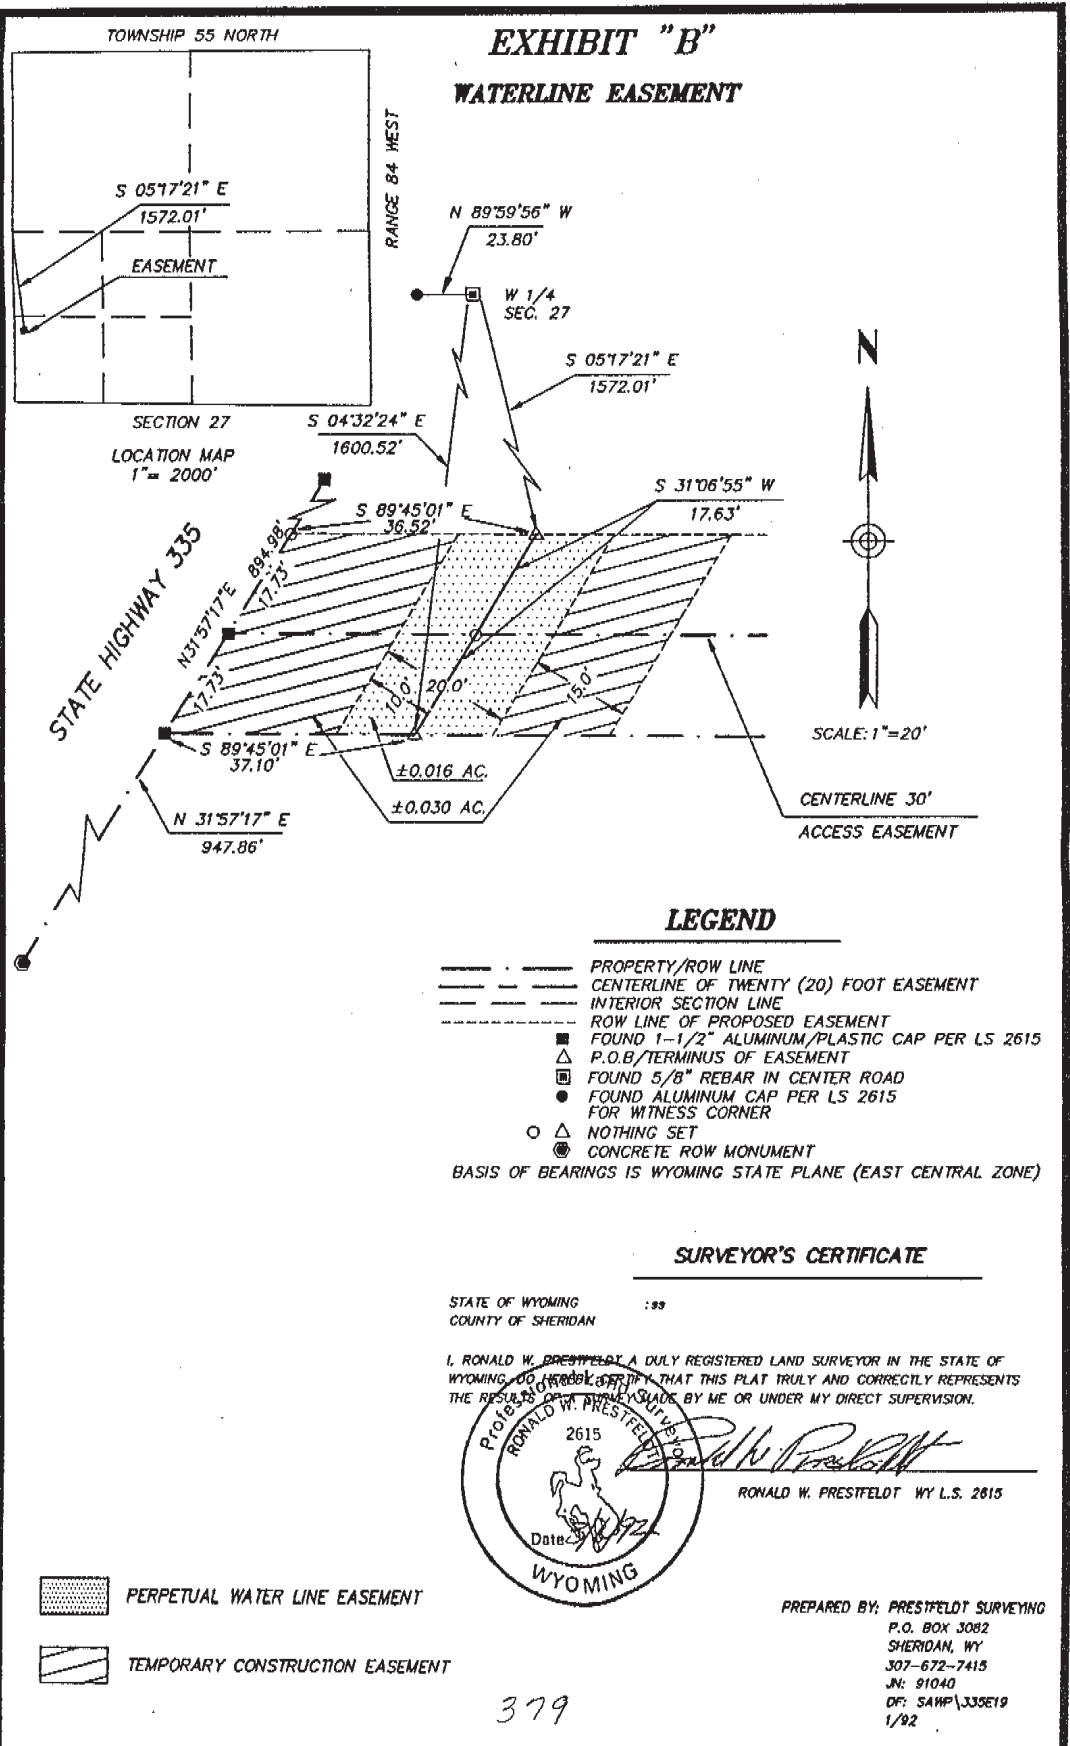 TOWNSHIP 55 NORTH
EXHIBIT "B"
WATERLINE EASEMENT
RANGE 84 WEST
S 05°17'21" E
1572.01'
EASEMENT
SECTION 27
LOCATION MAP
1"= 2000'
N 89°59'56" W
23.80'
W 1/4
SEC. 27
S 05°17'21" E
1572.01'
S 04°32'24" E
1600.52'
N
S 31°06'55" W
17.63'
S 89°45'01" E
36.52'
STATE HIGHWAY 335
N31°57'17"E 894.98'
17.73'
17.73'
10.0'
20.0'
15.0'
S 89°45'01" E
37.10'
±0.016 AC.
±0.030 AC.
SCALE: 1"=20'
CENTERLINE 30'
ACCESS EASEMENT
N 31°57'17" E
947.86'
LEGEND
PROPERTY/ROW LINE
CENTERLINE OF TWENTY (20) FOOT EASEMENT
INTERIOR SECTION LINE
ROW LINE OF PROPOSED EASEMENT
FOUND 1-1/2" ALUMINUM/PLASTIC CAP PER LS 2615
P.O.B/TERMINUS OF EASEMENT
FOUND 5/8" REBAR IN CENTER ROAD
FOUND ALUMINUM CAP PER LS 2615
FOR WITNESS CORNER
NOTHING SET
CONCRETE ROW MONUMENT
BASIS OF BEARINGS IS WYOMING STATE PLANE (EAST CENTRAL ZONE)
SURVEYOR'S CERTIFICATE
STATE OF WYOMING :ss
COUNTY OF SHERIDAN
I, RONALD W. PRESTFELDT A DULY REGISTERED LAND SURVEYOR IN THE STATE OF
WYOMING, DO HEREBY CERTIFY THAT THIS PLAT TRULY AND CORRECTLY REPRESENTS
THE RESULTS OF A SURVEY MADE BY ME OR UNDER MY DIRECT SUPERVISION.
Professional Land Surveyor
RONALD W. PRESTFELDT
2615
Date
WYOMING
RONALD W. PRESTFELDT WY L.S. 2615
PERPETUAL WATER LINE EASEMENT
TEMPORARY CONSTRUCTION EASEMENT
PREPARED BY: PRESTFELDT SURVEYING
P.O. BOX 3082
SHERIDAN, WY
307-672-7415
JN: 91040
DF: SAWP\335E19
1/92
379